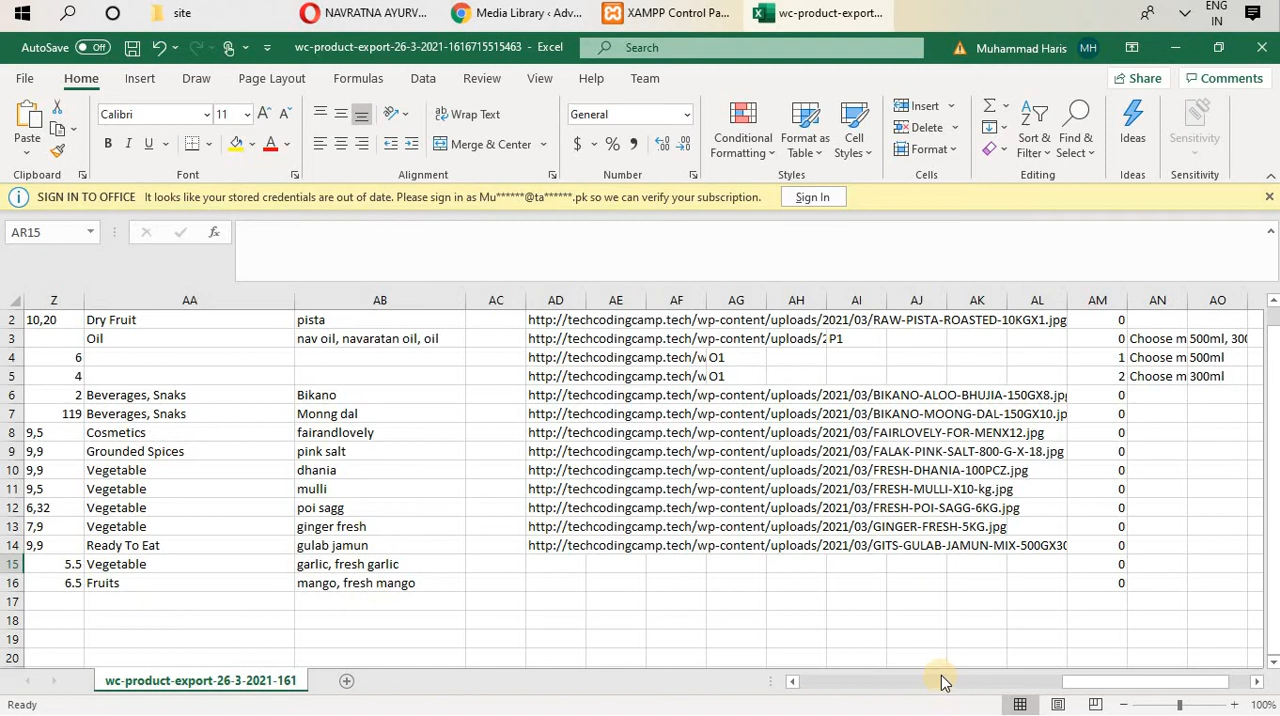 site NAVRATNA AYURV... Media Library ‹ Adv... XAMPP Control Pa... wc-product-export... ENG
IN
AutoSave Off wc-product-export-26-3-2021-1616715515463 - Excel Search Muhammad Haris MH
File Home Insert Draw Page Layout Formulas Data Review View Help Team Share Comments
Paste Calibri 11 Wrap Text General Conditional Formatting Format as Table Cell Styles Insert Sort & Filter Find & Select Ideas Sensitivity
B I U Merge & Center $ % Delete
Format
Clipboard Font Alignment Number Styles Cells Editing Ideas Sensitivity
SIGN IN TO OFFICE It looks like your stored credentials are out of date. Please sign in as Mu******@ta******.pk so we can verify your subscription. Sign In
AR15 fx
Z AA AB AC AD AE AF AG AH AI AJ AK AL AM AN AO
2 10,20 Dry Fruit pista http://techcodingcamp.tech/wp-content/uploads/2021/03/RAW-PISTA-ROASTED-10KGX1.jpg 0
3 Oil nav oil, navaratan oil, oil http://techcodingcamp.tech/wp-content/uploads/2 P1 0 Choose m 500ml, 300
4 6 http://techcodingcamp.tech/w O1 1 Choose m 500ml
5 4 http://techcodingcamp.tech/w O1 2 Choose m 300ml
6 2 Beverages, Snaks Bikano http://techcodingcamp.tech/wp-content/uploads/2021/03/BIKANO-ALOO-BHUJIA-150GX8.jpg 0
7 119 Beverages, Snaks Monng dal http://techcodingcamp.tech/wp-content/uploads/2021/03/BIKANO-MOONG-DAL-150GX10.jp 0
8 9,5 Cosmetics fairandlovely http://techcodingcamp.tech/wp-content/uploads/2021/03/FAIRLOVELY-FOR-MENX12.jpg 0
9 9,9 Grounded Spices pink salt http://techcodingcamp.tech/wp-content/uploads/2021/03/FALAK-PINK-SALT-800-G-X-18.jpg 0
10 9,9 Vegetable dhania http://techcodingcamp.tech/wp-content/uploads/2021/03/FRESH-DHANIA-100PCZ.jpg 0
11 9,5 Vegetable mulli http://techcodingcamp.tech/wp-content/uploads/2021/03/FRESH-MULLI-X10-kg.jpg 0
12 6,32 Vegetable poi sagg http://techcodingcamp.tech/wp-content/uploads/2021/03/FRESH-POI-SAGG-6KG.jpg 0
13 7,9 Vegetable ginger fresh http://techcodingcamp.tech/wp-content/uploads/2021/03/GINGER-FRESH-5KG.jpg 0
14 9,9 Ready To Eat gulab jamun http://techcodingcamp.tech/wp-content/uploads/2021/03/GITS-GULAB-JAMUN-MIX-500GX30 0
15 5.5 Vegetable garlic, fresh garlic 0
16 6.5 Fruits mango, fresh mango 0
17
18
19
20
wc-product-export-26-3-2021-161
Ready 100%